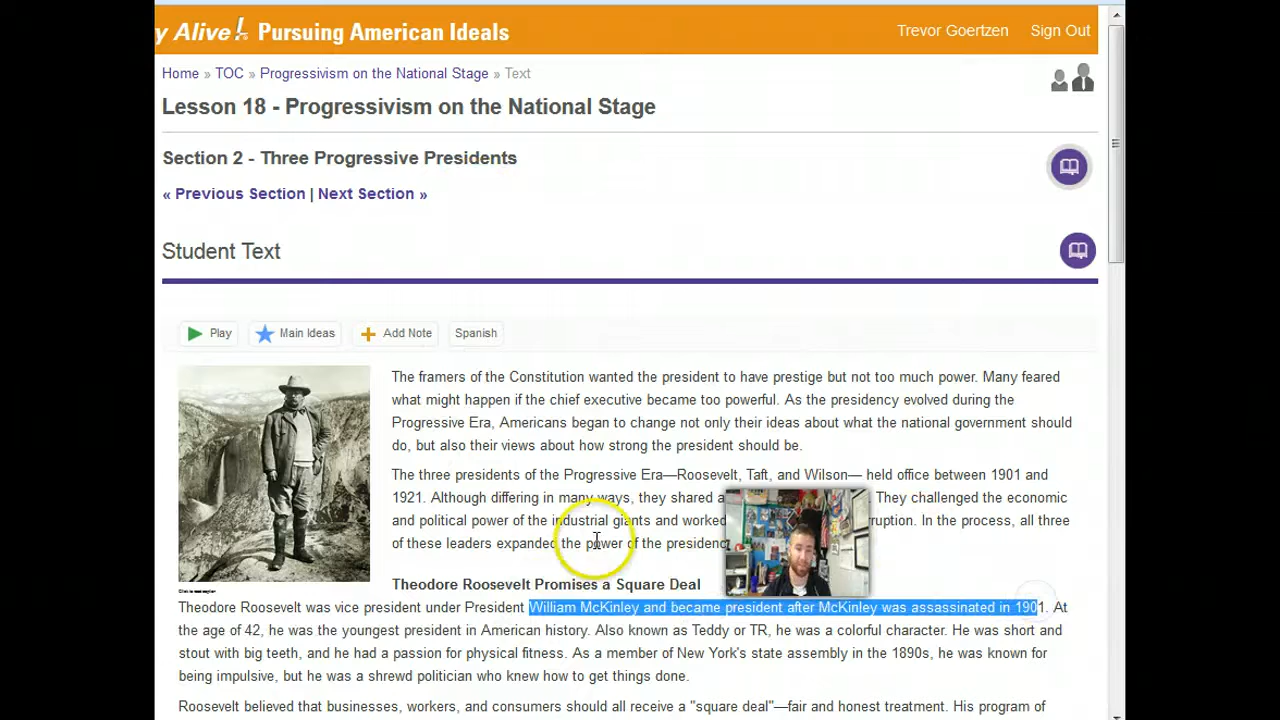 y Alive! Pursuing American Ideals
Trevor Goertzen Sign Out
Home » TOC » Progressivism on the National Stage » Text
Lesson 18 - Progressivism on the National Stage
Section 2 - Three Progressive Presidents
« Previous Section | Next Section »
Student Text
Play Main Ideas Add Note Spanish
The framers of the Constitution wanted the president to have prestige but not too much power. Many feared
what might happen if the chief executive became too powerful. As the presidency evolved during the
Progressive Era, Americans began to change not only their ideas about what the national government should
do, but also their views about how strong the president should be.
The three presidents of the Progressive Era—Roosevelt, Taft, and Wilson— held office between 1901 and
1921. Although differing in many ways, they shared a They challenged the economic
and political power of the industrial giants and worked rruption. In the process, all three
of these leaders expanded the power of the presidency
Theodore Roosevelt Promises a Square Deal
Theodore Roosevelt was vice president under President William McKinley and became president after McKinley was assassinated in 1901. At
the age of 42, he was the youngest president in American history. Also known as Teddy or TR, he was a colorful character. He was short and
stout with big teeth, and he had a passion for physical fitness. As a member of New York's state assembly in the 1890s, he was known for
being impulsive, but he was a shrewd politician who knew how to get things done.
Roosevelt believed that businesses, workers, and consumers should all receive a "square deal"—fair and honest treatment. His program of